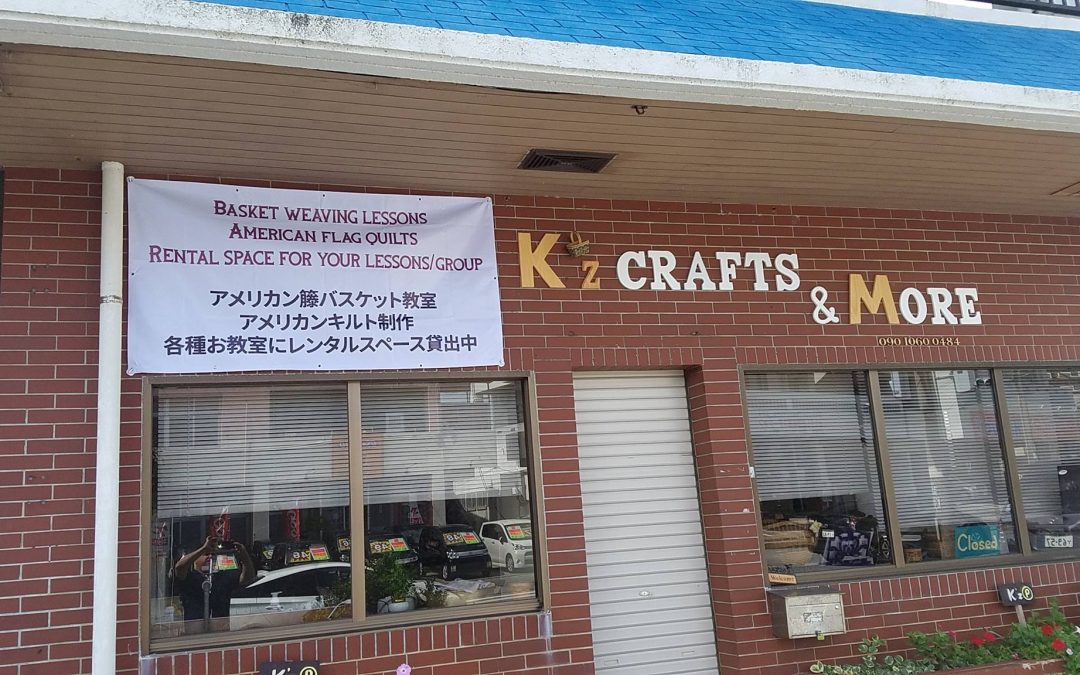 BASKET WEAVING LESSONS
AMERICAN FLAG QUILTS
RENTAL SPACE FOR YOUR LESSONS/GROUP
アメリカン籐バスケット教室
アメリカンキルト制作
各種お教室にレンタルスペース貸出中
K'z CRAFTS
& MORE
090 1060 0484
Closed
Welcome
K'z P
K'z P